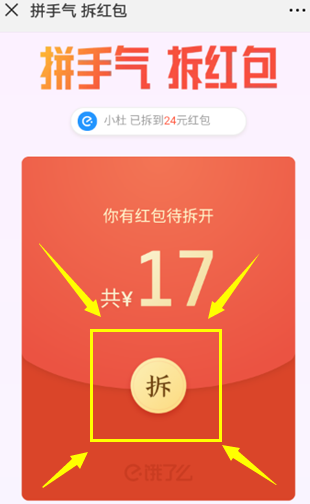 拼手气 拆红包
拼手气 拆红包
小杜 已拆到24元红包
你有红包待拆开
共¥17
拆
饿了么